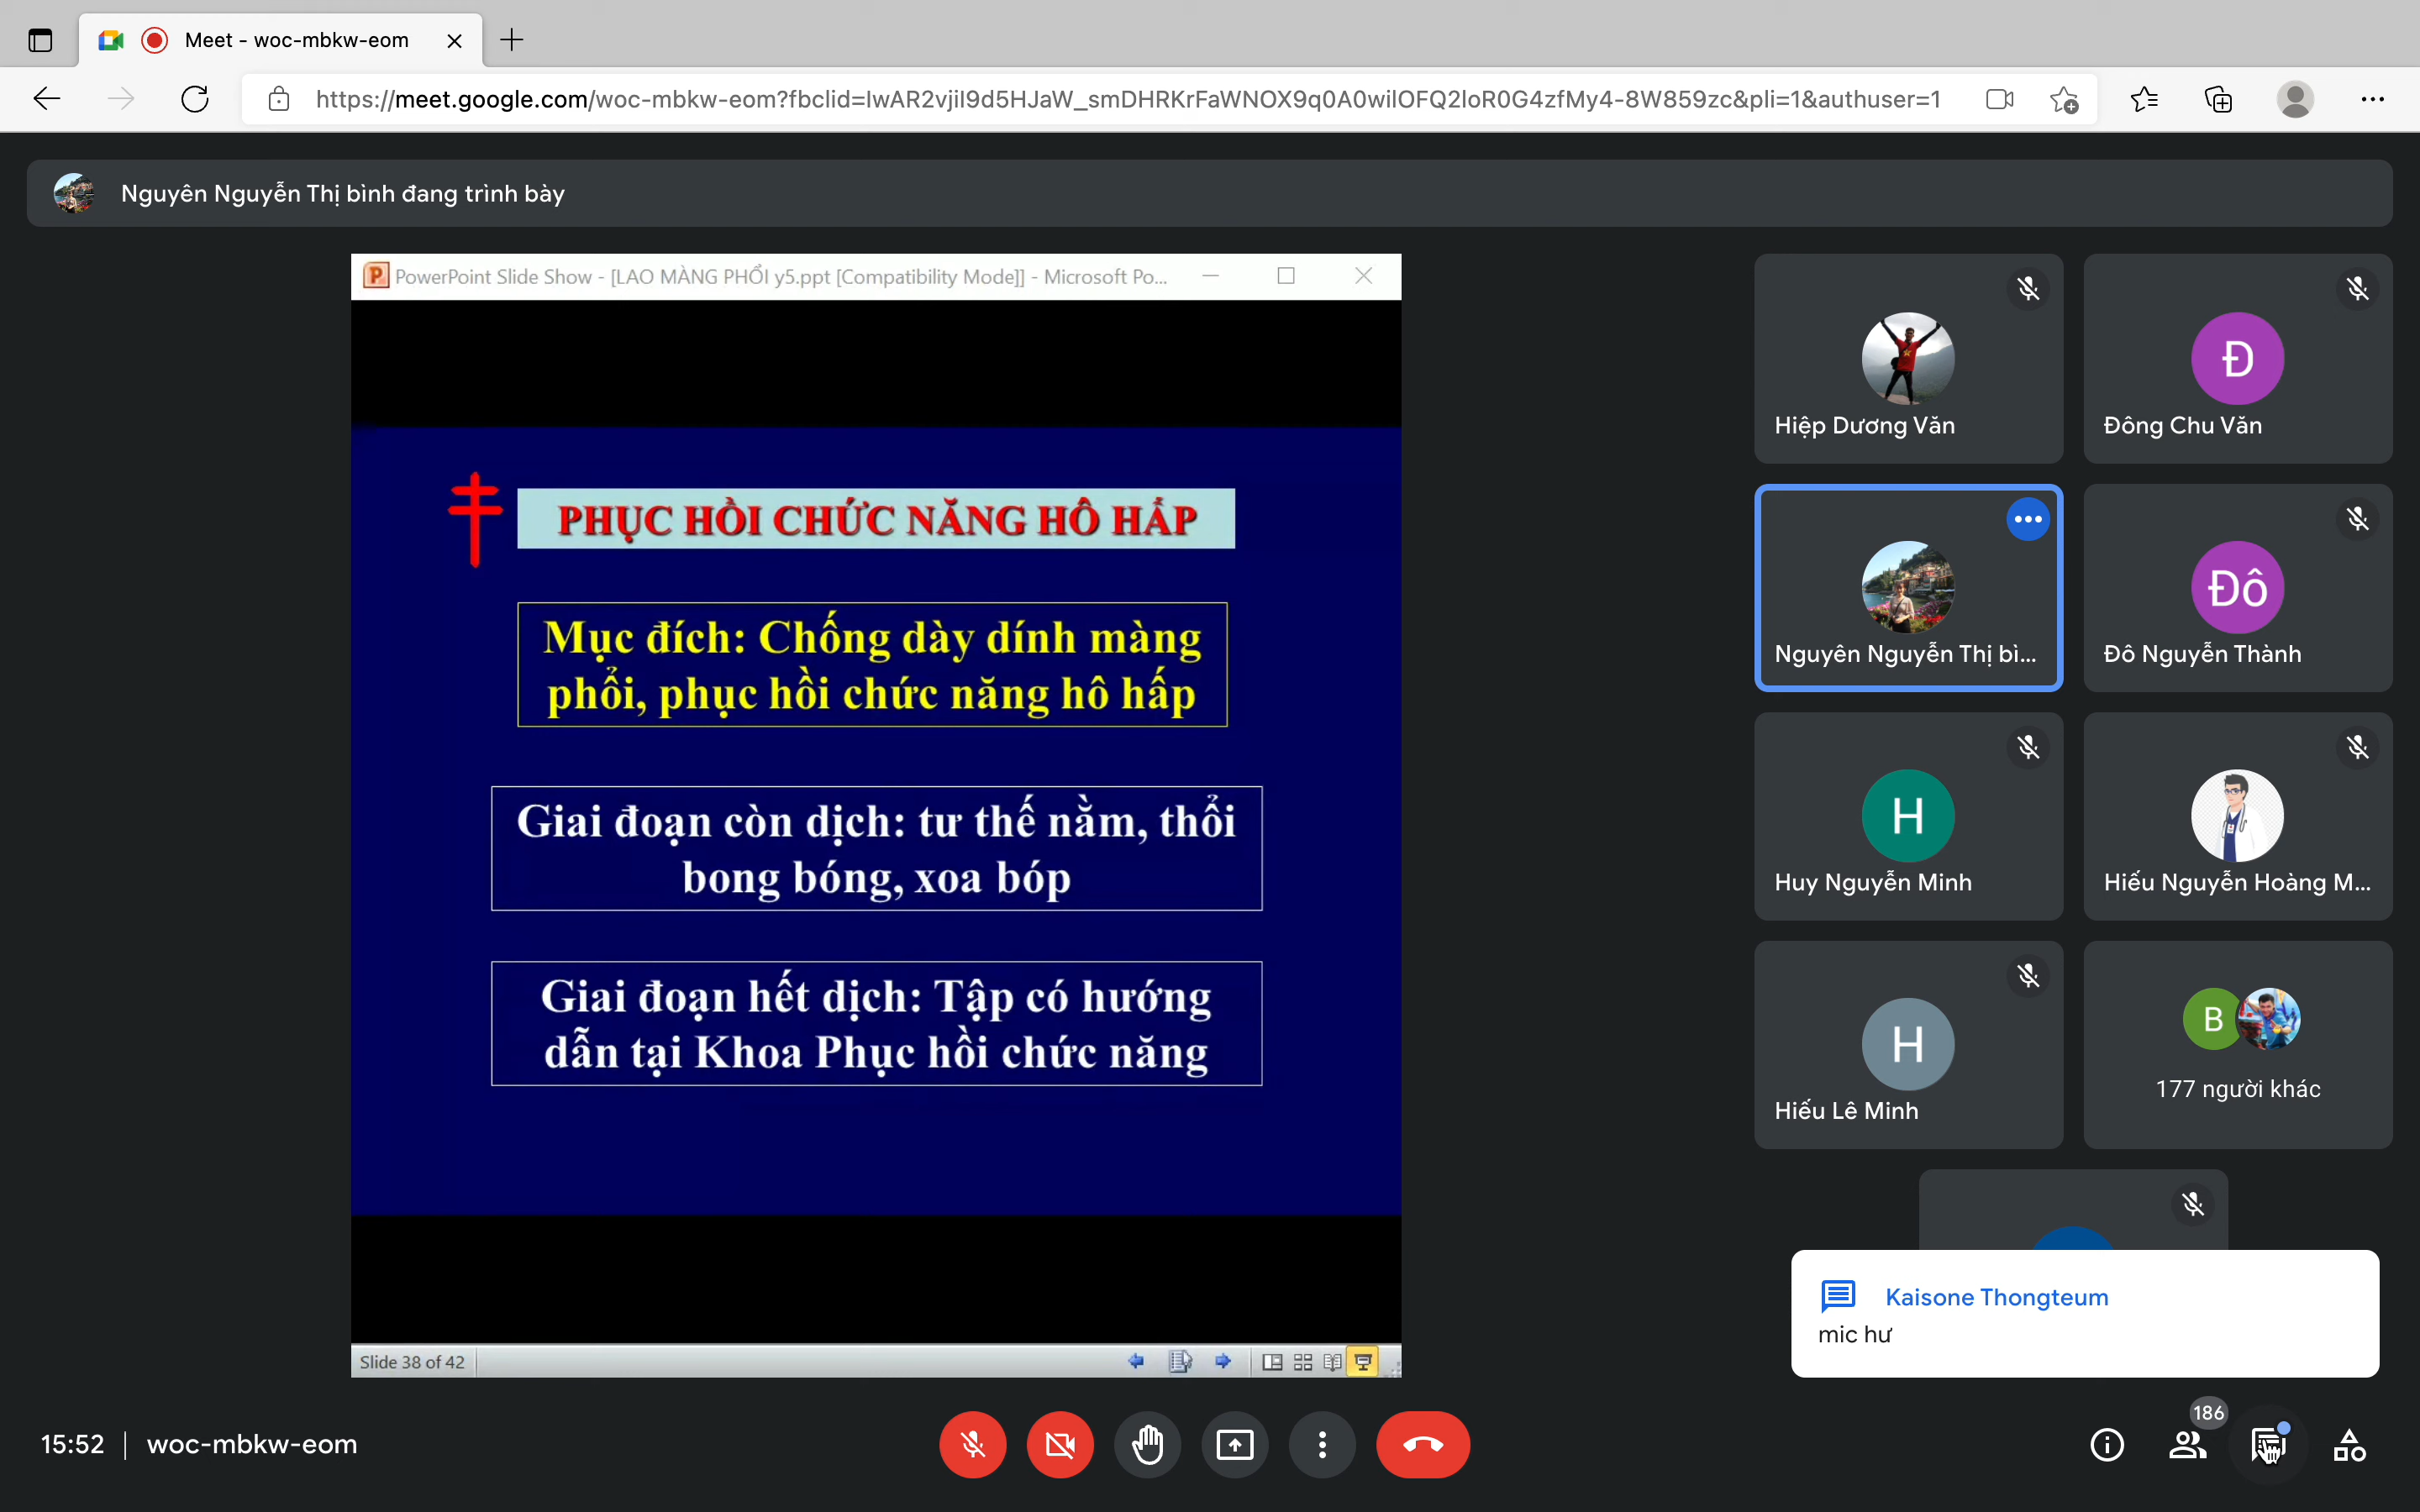 Meet - woc-mbkw-eom
https://meet.google.com/woc-mbkw-eom?fbclid=IwAR2vjil9d5HJaW_smDHRKrFaWNOX9q0A0wilOFQ2loR0G4zfMy4-8W859zc&pli=1&authuser=1
Nguyên Nguyễn Thị bình đang trình bày
PowerPoint Slide Show - [LAO MÀNG PHỔI y5.ppt [Compatibility Mode]] - Microsoft Po...
PHỤC HỒI CHỨC NĂNG HÔ HẤP
Mục đích: Chống dày dính màng
phổi, phục hồi chức năng hô hấp
Giai đoạn còn dịch: tư thế nằm, thổi
bong bóng, xoa bóp
Giai đoạn hết dịch: Tập có hướng
dẫn tại Khoa Phục hồi chức năng
Slide 38 of 42
Hiệp Dương Văn
Đ
Đông Chu Văn
Nguyên Nguyễn Thị bì...
Đô
Đô Nguyễn Thành
H
Huy Nguyễn Minh
Hiếu Nguyễn Hoàng M...
H
Hiếu Lê Minh
B
177 người khác
Kaisone Thongteum
mic hư
15:52 | woc-mbkw-eom
186